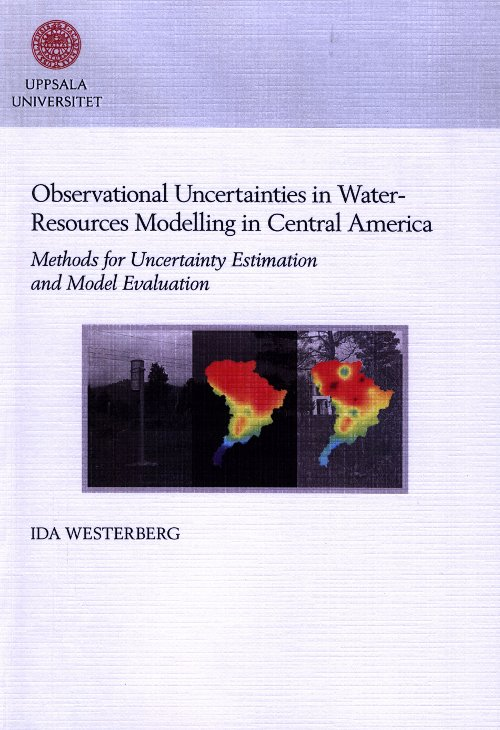 UPPSALA
UNIVERSITET
Observational Uncertainties in Water-
Resources Modelling in Central America
Methods for Uncertainty Estimation
and Model Evaluation
IDA WESTERBERG